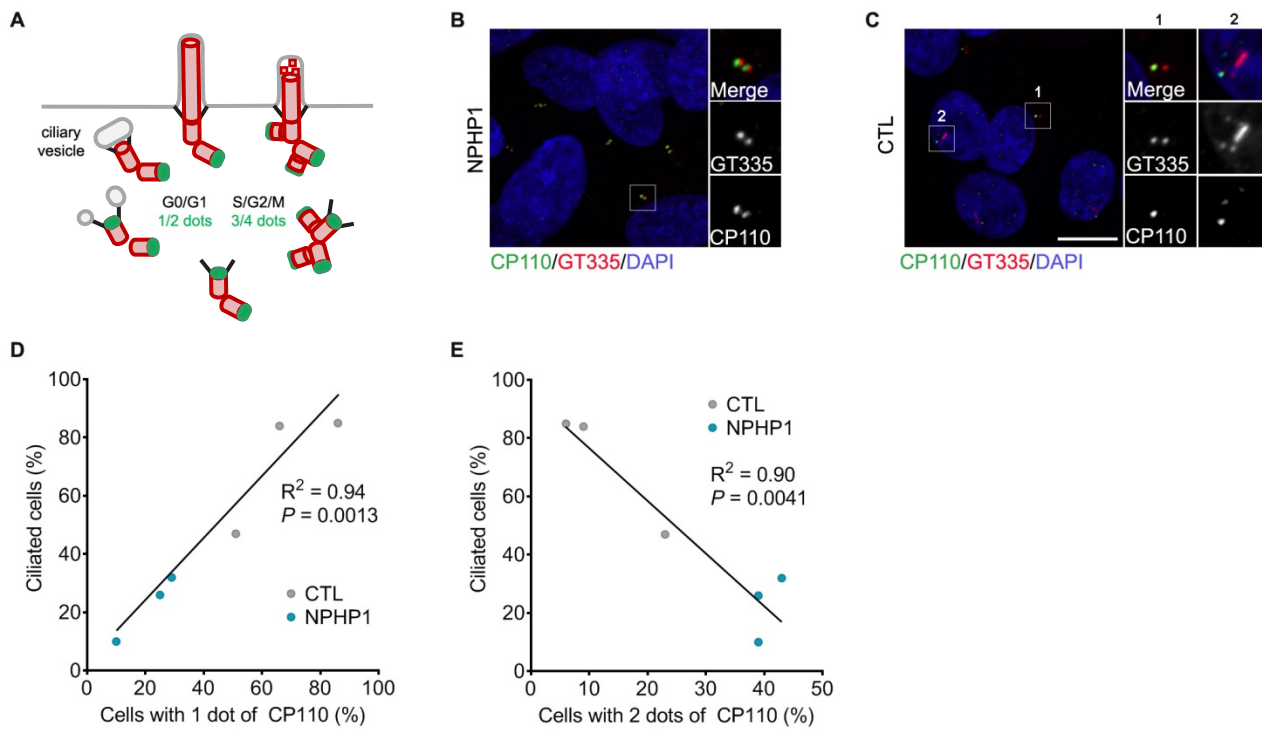 A
ciliary
vesicle
G0/G1
1/2 dots
S/G2/M
3/4 dots
B
NPHP1
Merge
GT335
CP110
CP110/GT335/DAPI
C
CTL
1
2
1
2
Merge
GT335
CP110
CP110/GT335/DAPI
D
Ciliated cells (%)
100
80
60
40
20
0
0 20 40 60 80 100
R² = 0.94
P = 0.0013
CTL
NPHP1
Cells with 1 dot of CP110 (%)
E
Ciliated cells (%)
100
80
60
40
20
0
0 10 20 30 40 50
CTL
NPHP1
R² = 0.90
P = 0.0041
Cells with 2 dots of CP110 (%)